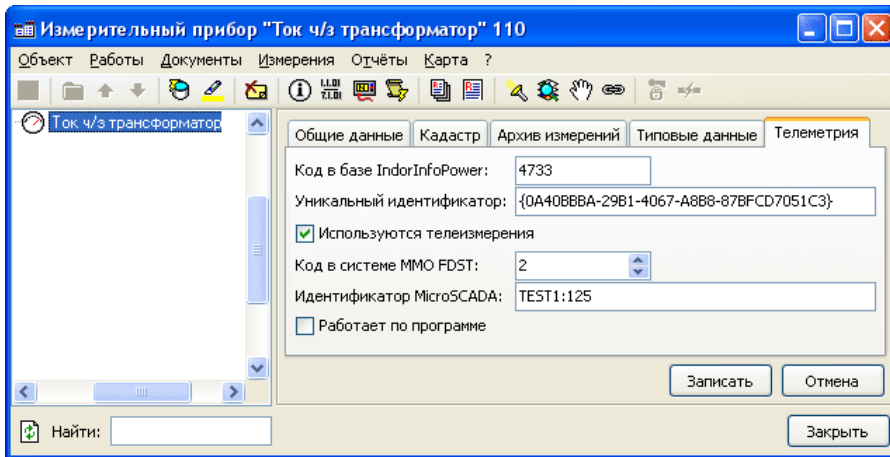 Измерительный прибор "Ток ч/з трансформатор" 110
Объект Работы Документы Измерения Отчёты Карта ?
Ток ч/з трансформатор
Общие данные Кадастр Архив измерений Типовые данные Телеметрия
Код в базе IndorInfoPower: 4733
Уникальный идентификатор: {0A40BBBA-29B1-4067-A8B8-87BFCD7051C3}
Используются телеизмерения
Код в системе MMO FDST: 2
Идентификатор MicroSCADA: TEST1:125
Работает по программе
Записать Отмена
Найти: Закрыть